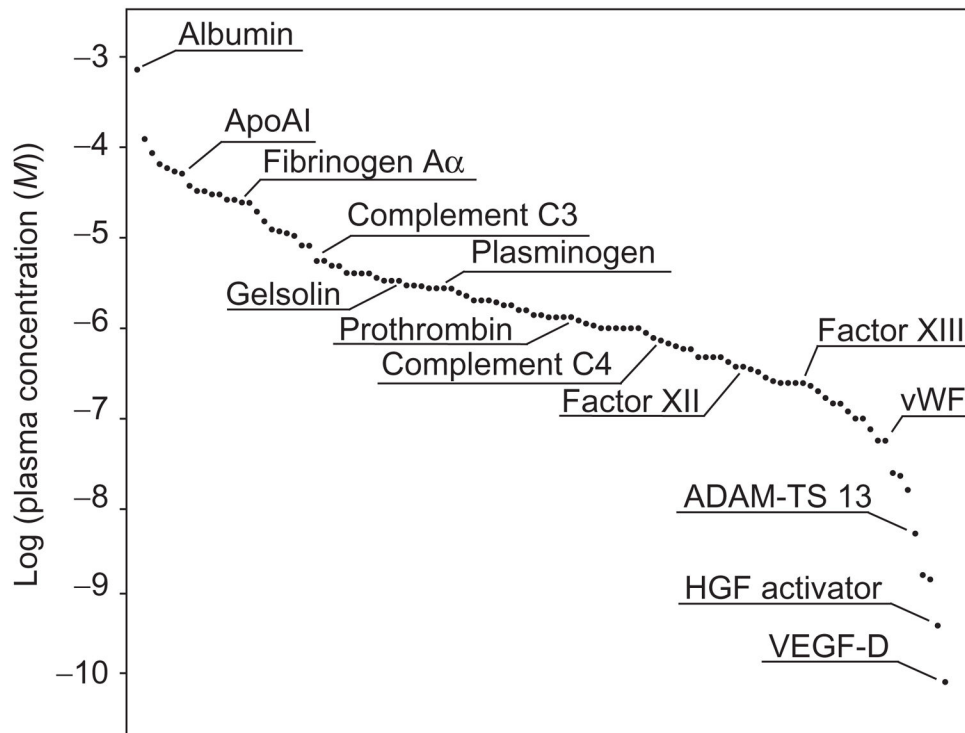 Log (plasma concentration (M))
–3
–4
–5
–6
–7
–8
–9
–10
Albumin
ApoAI
Fibrinogen Aα
Complement C3
Plasminogen
Gelsolin
Prothrombin
Complement C4
Factor XII
Factor XIII
vWF
ADAM-TS 13
HGF activator
VEGF-D